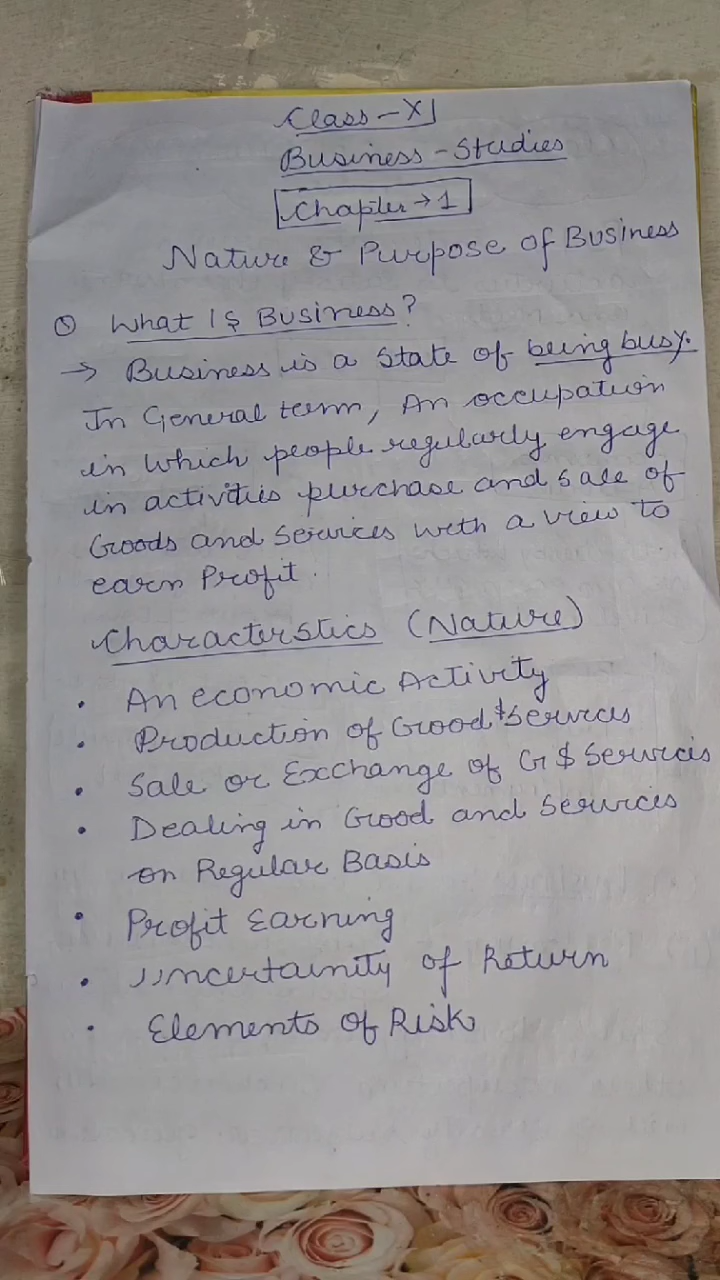 Class - XI
Business - Studies
Chapter → 1
Nature & Purpose of Business
What Is Business?
→ Business is a State of being busy.
In General term, An occupation
in which people regularly engage
in activities purchase and sale of
Goods and Services with a view to
earn Profit.
Characterstics (Nature)
• An economic Activity
• Production of Good & Services
• Sale or Exchange of G & Services
• Dealing in Good and Services
on Regular Basis
• Profit Earning
• Uncertainity of Return
• Elements of Risk